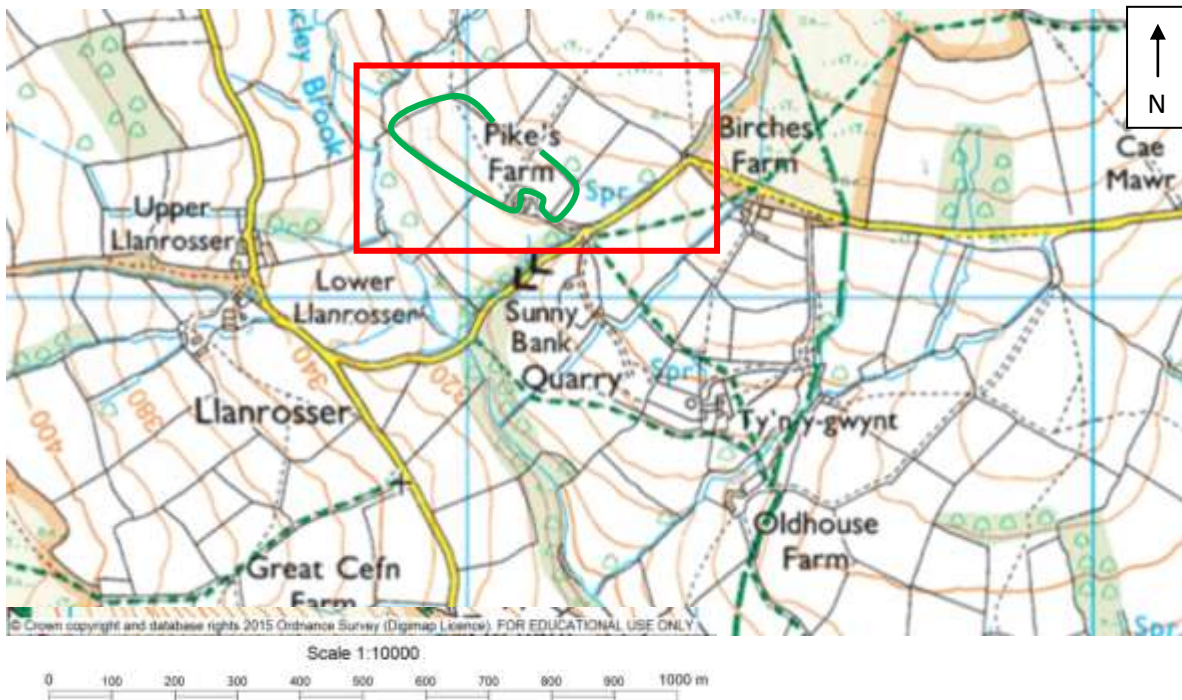 N
cley
Brook
Pike's
Farm
Spr
Birches
Farm
Cae
Mawr
Upper
Llanrosser
Lower
Llanrosser
Sunny
Bank
Quarry
Spr
Ty'n-y-gwynt
340
320
380
400
Llanrosser
Oldhouse
Farm
Great Cefn
Farm
Spr
© Crown copyright and database rights 2015 Ordnance Survey (Digimap Licence). FOR EDUCATIONAL USE ONLY
Scale 1:10000
0 100 200 300 400 500 600 700 800 900 1000 m